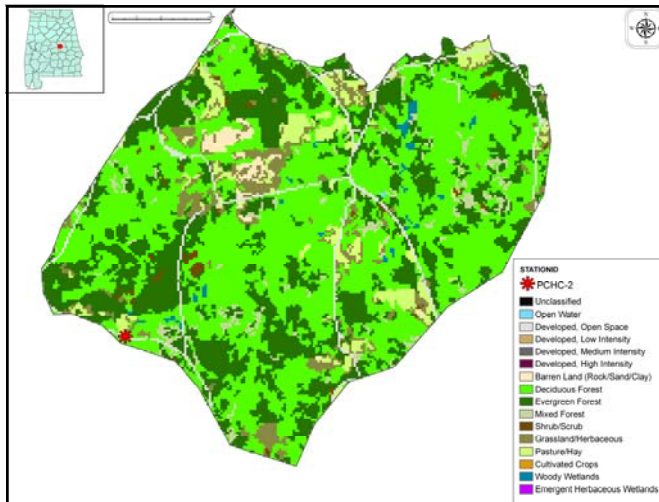 STATIONID
PCHC-2
Unclassified
Open Water
Developed, Open Space
Developed, Low Intensity
Developed, Medium Intensity
Developed, High Intensity
Barren Land (Rock/Sand/Clay)
Deciduous Forest
Evergreen Forest
Mixed Forest
Shrub/Scrub
Grassland/Herbaceous
Pasture/Hay
Cultivated Crops
Woody Wetlands
Emergent Herbaceous Wetlands